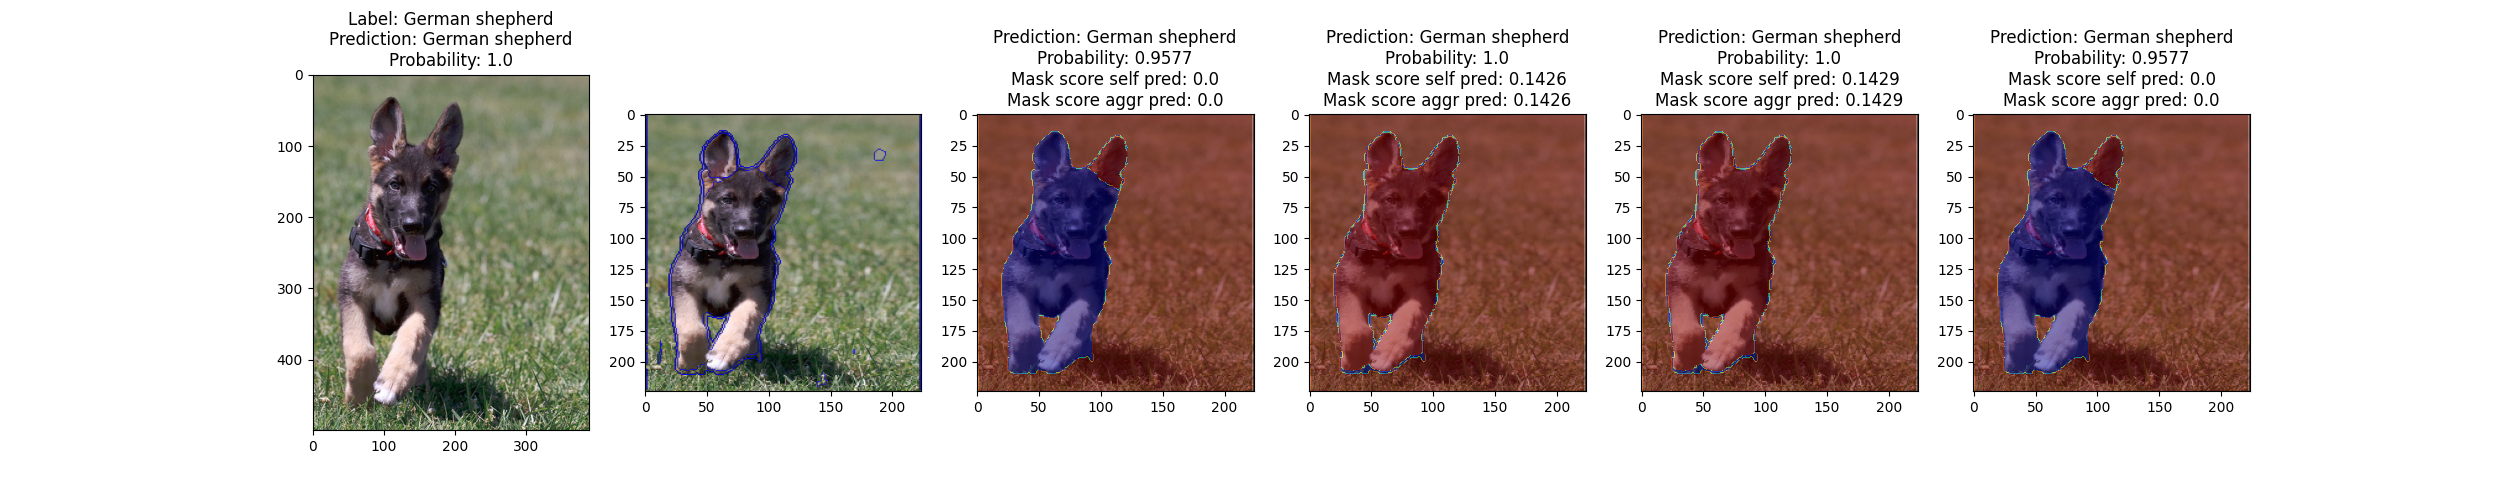 Label: German shepherd
Prediction: German shepherd
Probability: 1.0
0
100
200
300
400
0 100 200 300
0
25
50
75
100
125
150
175
200
0 50 100 150 200
Prediction: German shepherd
Probability: 0.9577
Mask score self pred: 0.0
Mask score aggr pred: 0.0
0
25
50
75
100
125
150
175
200
0 50 100 150 200
Prediction: German shepherd
Probability: 1.0
Mask score self pred: 0.1426
Mask score aggr pred: 0.1426
0
25
50
75
100
125
150
175
200
0 50 100 150 200
Prediction: German shepherd
Probability: 1.0
Mask score self pred: 0.1429
Mask score aggr pred: 0.1429
0
25
50
75
100
125
150
175
200
0 50 100 150 200
Prediction: German shepherd
Probability: 0.9577
Mask score self pred: 0.0
Mask score aggr pred: 0.0
0
25
50
75
100
125
150
175
200
0 50 100 150 200